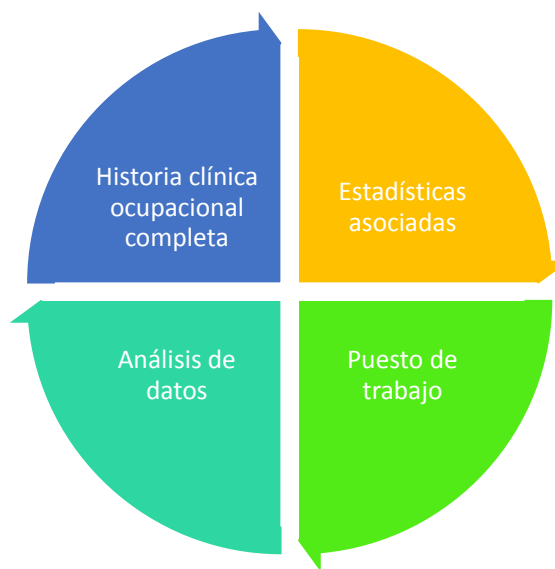 Historia clínica
ocupacional
completa
Estadísticas
asociadas
Análisis de
datos
Puesto de
trabajo